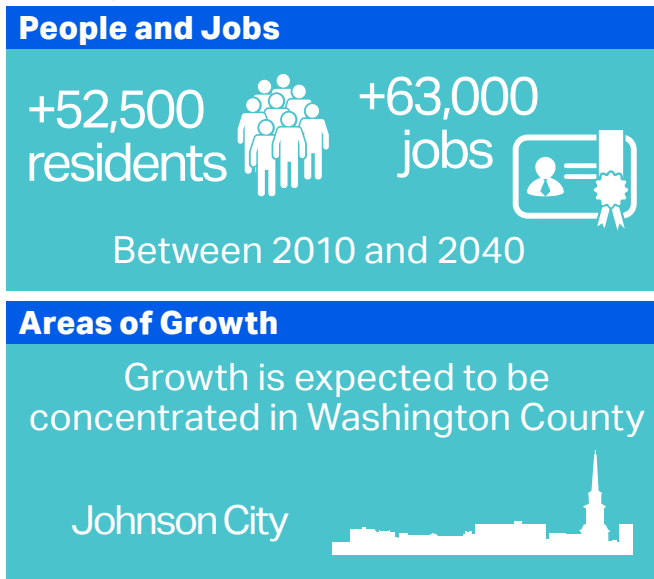 People and Jobs
+52,500
residents
+63,000
jobs
Between 2010 and 2040
Areas of Growth
Growth is expected to be
concentrated in Washington County
Johnson City